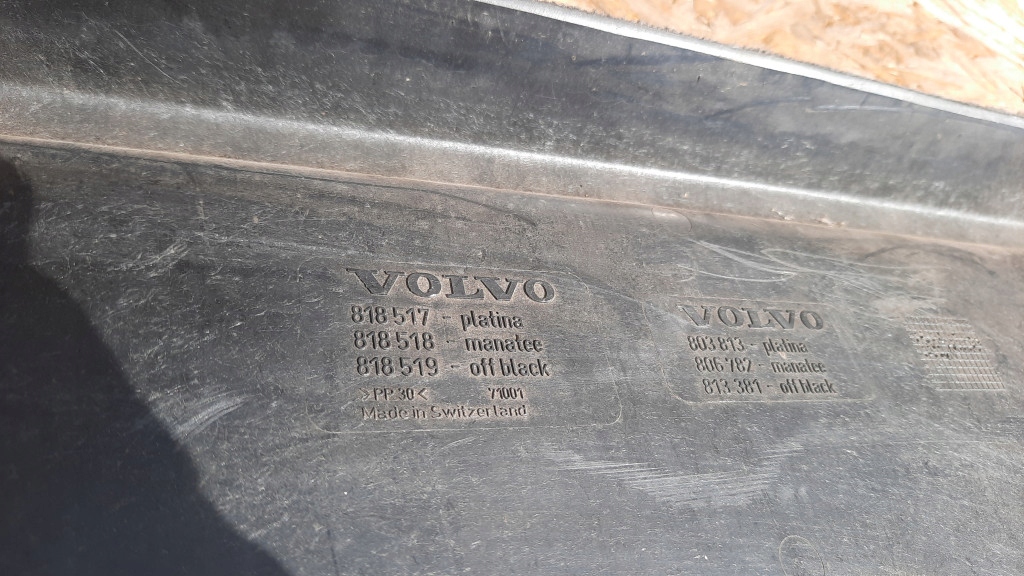 VOLVO
818 517 - platina
818 518 - manatee
818 519 - off black
>PP 30< 71001
Made in Switzerland
VOLVO
803 813 - platina
806 782 - manatee
813 381 - off black